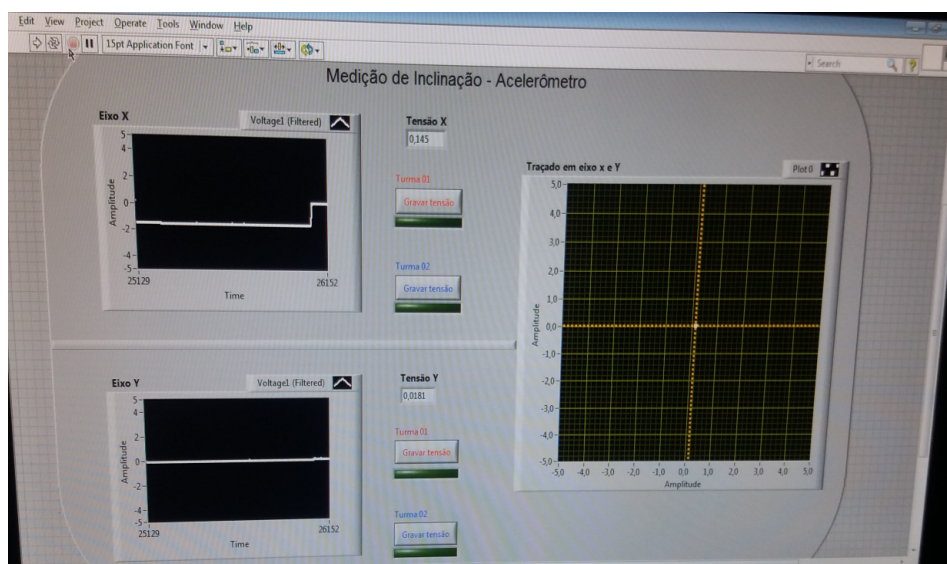 Edit View Project Operate Tools Window Help
15pt Application Font
Search
?
Medição de Inclinação - Acelerômetro
Eixo X
Voltage1 (Filtered)
Amplitude
5
4
2
0
-2
-4
-5
25129
26152
Time
Tensão X
0,145
Turma 01
Gravar tensão
Turma 02
Gravar tensão
Traçado em eixo x e Y
Plot 0
Amplitude
5,0
4,0
3,0
2,0
1,0
0,0
-1,0
-2,0
-3,0
-4,0
-5,0
-5,0 -4,0 -3,0 -2,0 -1,0 0,0 1,0 2,0 3,0 4,0 5,0
Amplitude
Eixo Y
Voltage1 (Filtered)
Amplitude
5
4
2
0
-2
-4
-5
25129
26152
Time
Tensão Y
0,0181
Turma 01
Gravar tensão
Turma 02
Gravar tensão